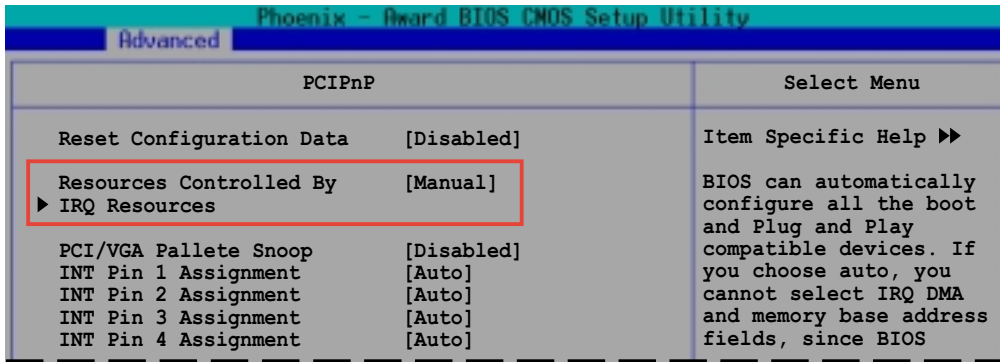 Phoenix - Award BIOS CMOS Setup Utility
Advanced
PCIPnP
Select Menu
Reset Configuration Data [Disabled]
Resources Controlled By [Manual]
IRQ Resources
PCI/VGA Pallete Snoop [Disabled]
INT Pin 1 Assignment [Auto]
INT Pin 2 Assignment [Auto]
INT Pin 3 Assignment [Auto]
INT Pin 4 Assignment [Auto]
Item Specific Help
BIOS can automatically
configure all the boot
and Plug and Play
compatible devices. If
you choose auto, you
cannot select IRQ DMA
and memory base address
fields, since BIOS